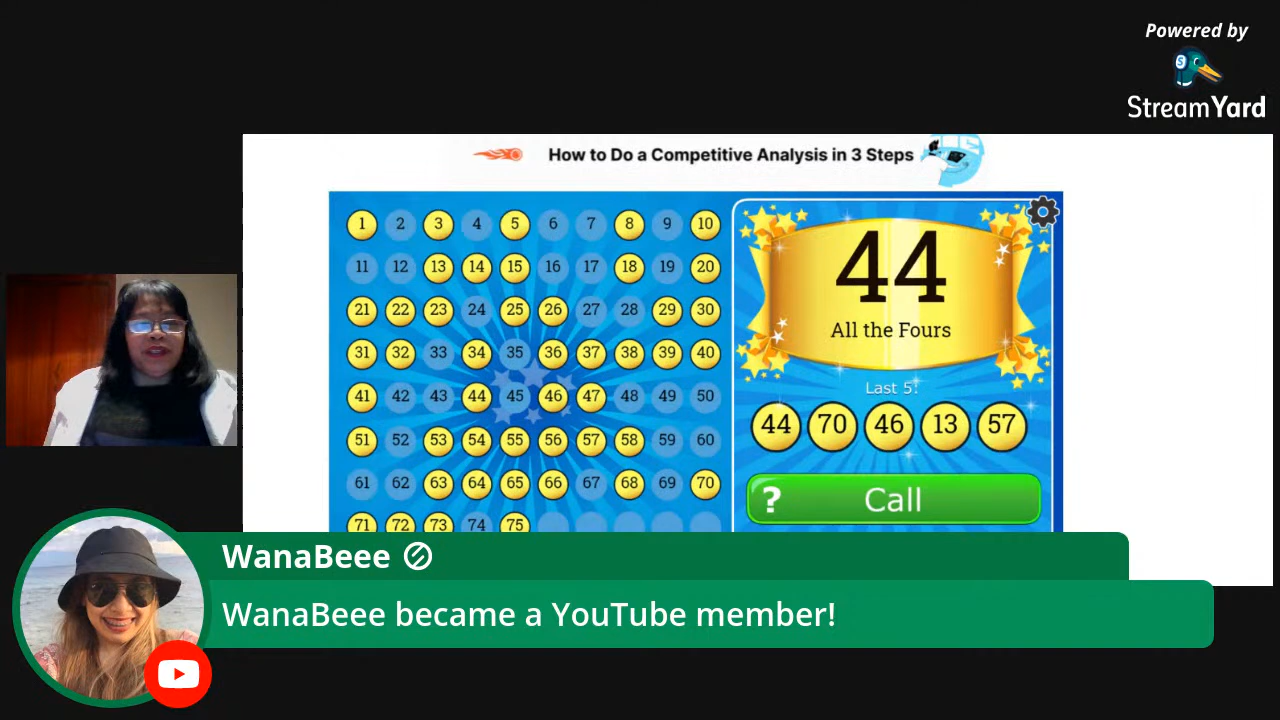 Powered by
StreamYard
How to Do a Competitive Analysis in 3 Steps
1 2 3 4 5 6 7 8 9 10
11 12 13 14 15 16 17 18 19 20
21 22 23 24 25 26 27 28 29 30
31 32 33 34 35 36 37 38 39 40
41 42 43 44 45 46 47 48 49 50
51 52 53 54 55 56 57 58 59 60
61 62 63 64 65 66 67 68 69 70
71 72 73 74 75
44
All the Fours
Last 5!
44 70 46 13 57
? Call
WanaBeee
WanaBeee became a YouTube member!